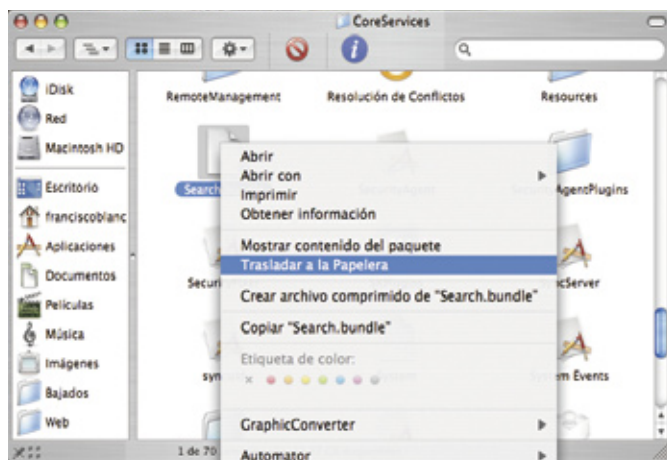 CoreServices
iDisk
Red
Macintosh HD
Escritorio
franciscoblanc
Aplicaciones
Documentos
Películas
Música
Imágenes
Bajados
Web
RemoteManagement
Resolución de Conflictos
Resources
Search
AgentPlugins
Abrir
Abrir con
Imprimir
Obtener información
Mostrar contenido del paquete
Trasladar a la Papelera
Crear archivo comprimido de "Search.bundle"
Copiar "Search.bundle"
Etiqueta de color:
×
GraphicConverter
Automator
Securi
cServer
syn
m Events
1 de 70